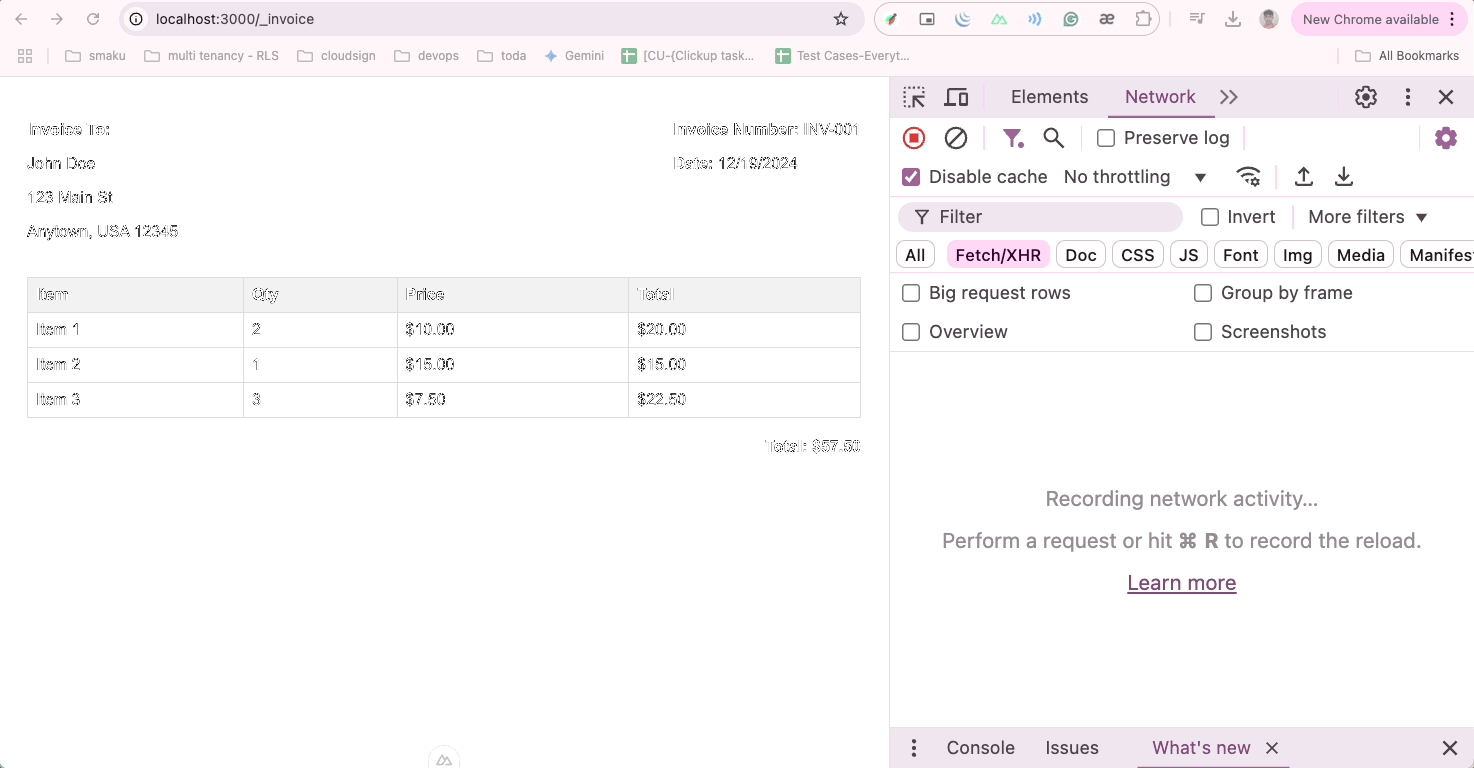 localhost:3000/_invoice
New Chrome available
smaku
multi tenancy - RLS
cloudsign
devops
toda
Gemini
[CU-{Clickup task...
Test Cases-Everyt...
All Bookmarks
Invoice To:
John Doe
123 Main St
Anytown, USA 12345
Invoice Number: INV-001
Date: 12/19/2024
Item Qty Price Total
Item 1 2 $10.00 $20.00
Item 2 1 $15.00 $15.00
Item 3 3 $7.50 $22.50
Total: $57.50
Elements Network
Preserve log
Disable cache No throttling
Filter Invert More filters
All Fetch/XHR Doc CSS JS Font Img Media Manifest
Big request rows Group by frame
Overview Screenshots
Recording network activity...
Perform a request or hit ⌘ R to record the reload.
Learn more
Console Issues What's new